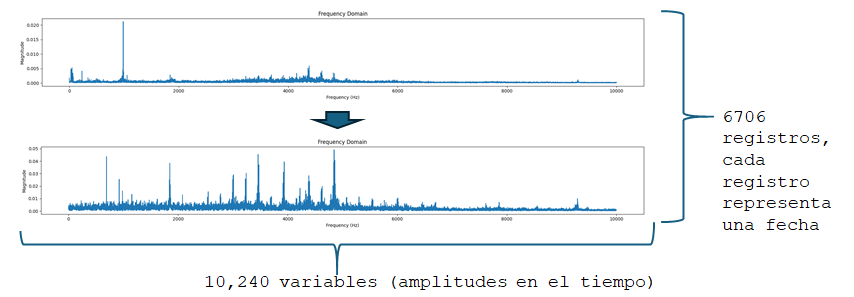 Frequency Domain
Magnitude
0.020
0.015
0.010
0.005
0.000
0
2000
4000
6000
8000
10000
Frequency (Hz)
Frequency Domain
Magnitude
0.05
0.04
0.03
0.02
0.01
0.00
0
2000
4000
6000
8000
10000
Frequency (Hz)
6706
registros,
cada
registro
representa
una fecha
10,240 variables (amplitudes en el tiempo)